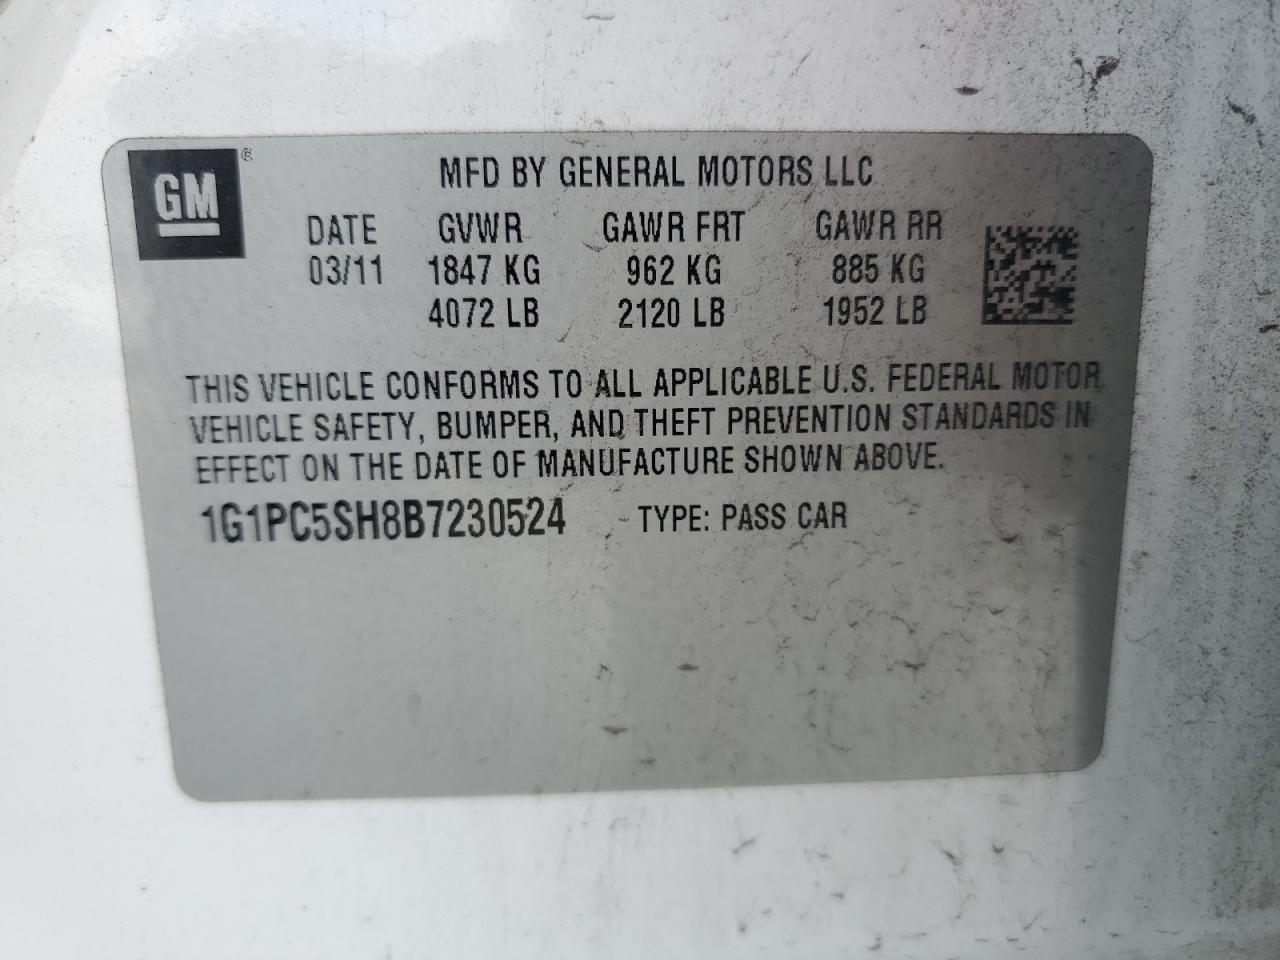 GM ®
MFD BY GENERAL MOTORS LLC
DATE GVWR GAWR FRT GAWR RR
03/11 1847 KG 962 KG 885 KG
4072 LB 2120 LB 1952 LB
THIS VEHICLE CONFORMS TO ALL APPLICABLE U.S. FEDERAL MOTOR
VEHICLE SAFETY, BUMPER, AND THEFT PREVENTION STANDARDS IN
EFFECT ON THE DATE OF MANUFACTURE SHOWN ABOVE.
1G1PC5SH8B7230524 TYPE: PASS CAR